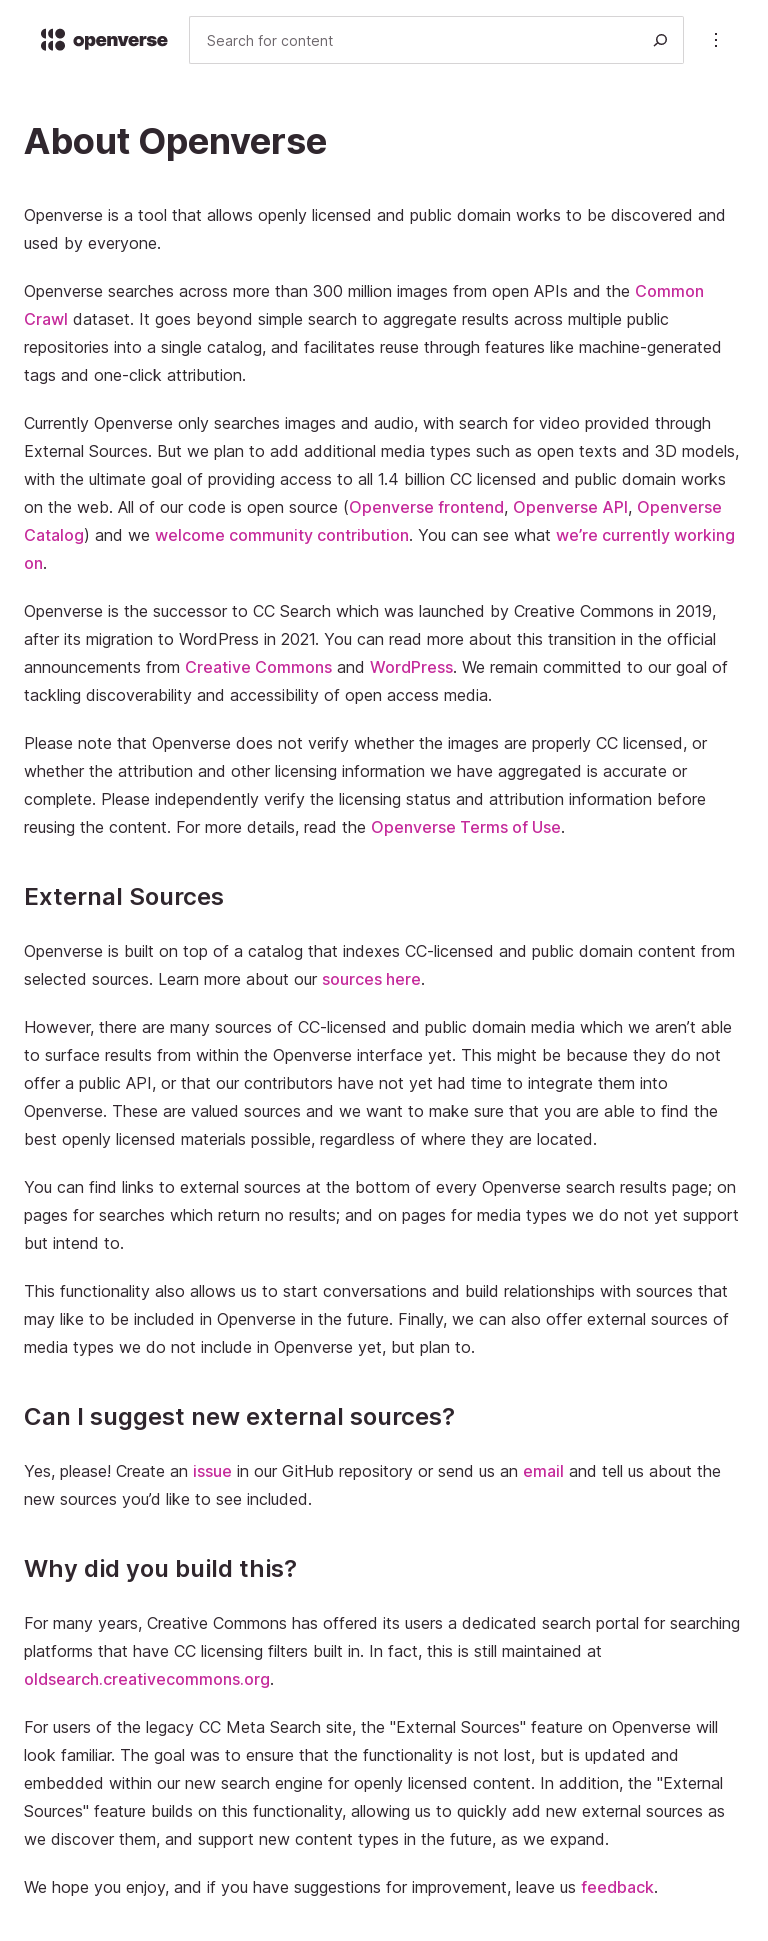 openverse
Search for content
About Openverse
Openverse is a tool that allows openly licensed and public domain works to be discovered and
used by everyone.
Openverse searches across more than 300 million images from open APIs and the Common
Crawl dataset. It goes beyond simple search to aggregate results across multiple public
repositories into a single catalog, and facilitates reuse through features like machine-generated
tags and one-click attribution.
Currently Openverse only searches images and audio, with search for video provided through
External Sources. But we plan to add additional media types such as open texts and 3D models,
with the ultimate goal of providing access to all 1.4 billion CC licensed and public domain works
on the web. All of our code is open source (Openverse frontend, Openverse API, Openverse
Catalog) and we welcome community contribution. You can see what we’re currently working
on.
Openverse is the successor to CC Search which was launched by Creative Commons in 2019,
after its migration to WordPress in 2021. You can read more about this transition in the official
announcements from Creative Commons and WordPress. We remain committed to our goal of
tackling discoverability and accessibility of open access media.
Please note that Openverse does not verify whether the images are properly CC licensed, or
whether the attribution and other licensing information we have aggregated is accurate or
complete. Please independently verify the licensing status and attribution information before
reusing the content. For more details, read the Openverse Terms of Use.
External Sources
Openverse is built on top of a catalog that indexes CC-licensed and public domain content from
selected sources. Learn more about our sources here.
However, there are many sources of CC-licensed and public domain media which we aren’t able
to surface results from within the Openverse interface yet. This might be because they do not
offer a public API, or that our contributors have not yet had time to integrate them into
Openverse. These are valued sources and we want to make sure that you are able to find the
best openly licensed materials possible, regardless of where they are located.
You can find links to external sources at the bottom of every Openverse search results page; on
pages for searches which return no results; and on pages for media types we do not yet support
but intend to.
This functionality also allows us to start conversations and build relationships with sources that
may like to be included in Openverse in the future. Finally, we can also offer external sources of
media types we do not include in Openverse yet, but plan to.
Can I suggest new external sources?
Yes, please! Create an issue in our GitHub repository or send us an email and tell us about the
new sources you’d like to see included.
Why did you build this?
For many years, Creative Commons has offered its users a dedicated search portal for searching
platforms that have CC licensing filters built in. In fact, this is still maintained at
oldsearch.creativecommons.org.
For users of the legacy CC Meta Search site, the "External Sources" feature on Openverse will
look familiar. The goal was to ensure that the functionality is not lost, but is updated and
embedded within our new search engine for openly licensed content. In addition, the "External
Sources" feature builds on this functionality, allowing us to quickly add new external sources as
we discover them, and support new content types in the future, as we expand.
We hope you enjoy, and if you have suggestions for improvement, leave us feedback.